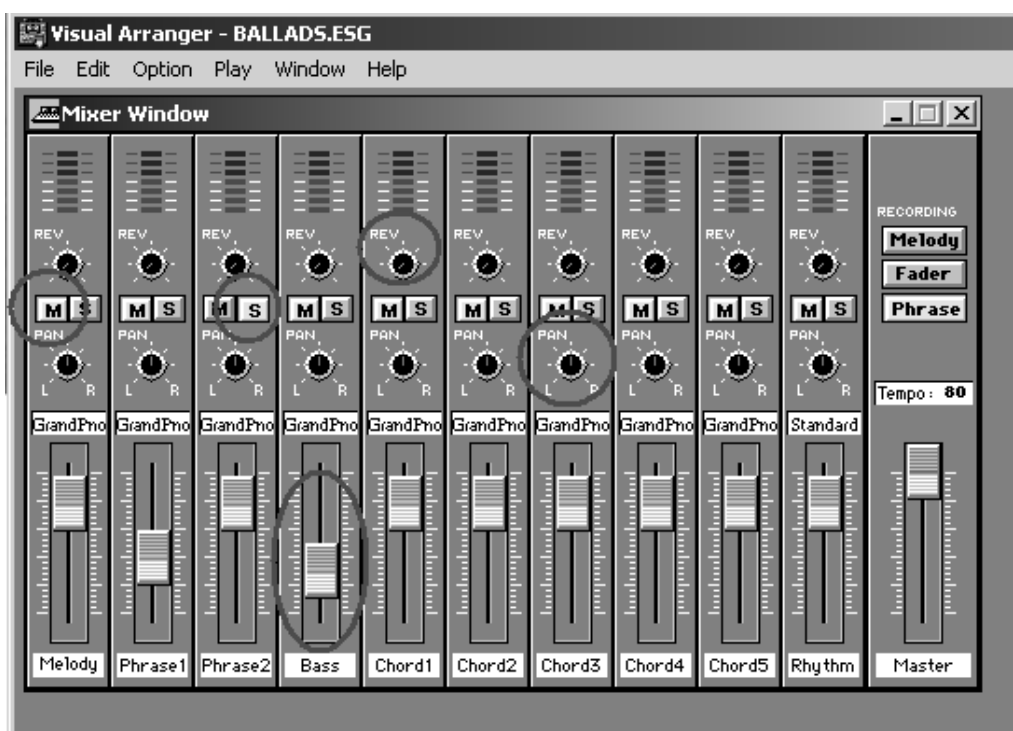 Visual Arranger - BALLADS.ESG
File Edit Option Play Window Help
Mixer Window
RECORDING
REV. REV. REV. REV. REV. REV. REV. REV. REV. REV. Melody
Fader
M S M S M S M S M S M S M S M S M S M S Phrase
PAN. PAN. PAN. PAN. PAN. PAN. PAN. PAN. PAN. PAN.
L R L R L R L R L R L R L R L R L R L R Tempo: 80
GrandPno GrandPno GrandPno GrandPno GrandPno GrandPno GrandPno GrandPno GrandPno Standard
Melody Phrase1 Phrase2 Bass Chord1 Chord2 Chord3 Chord4 Chord5 Rhythm Master